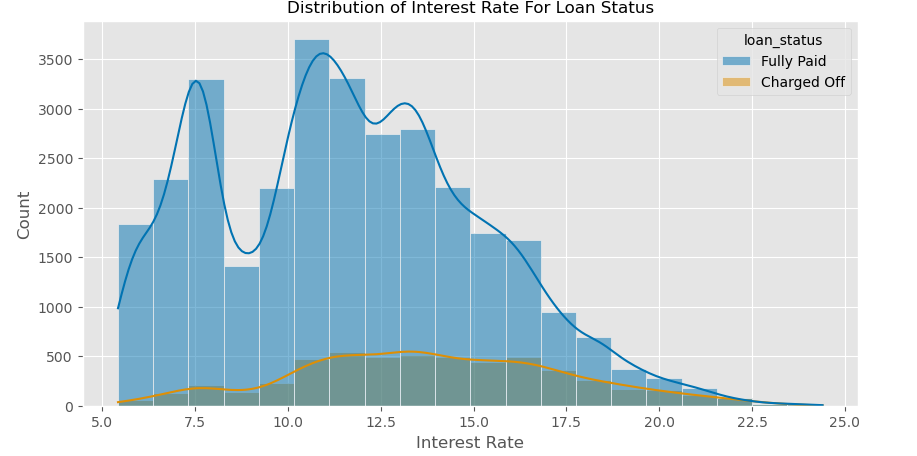 Distribution of Interest Rate For Loan Status
loan_status
Fully Paid
Charged Off
3500
3000
2500
2000
1500
1000
500
0
Count
5.0 7.5 10.0 12.5 15.0 17.5 20.0 22.5 25.0
Interest Rate